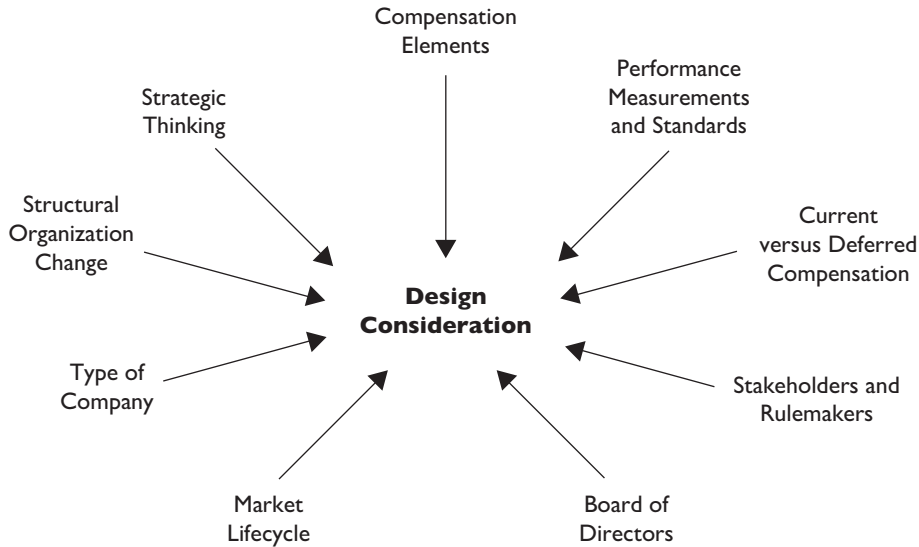 Compensation
Elements
Performance
Measurements
and Standards
Strategic
Thinking
Structural
Organization
Change
Current
versus Deferred
Compensation
Design
Consideration
Type of
Company
Stakeholders and
Rulemakers
Market
Lifecycle
Board of
Directors